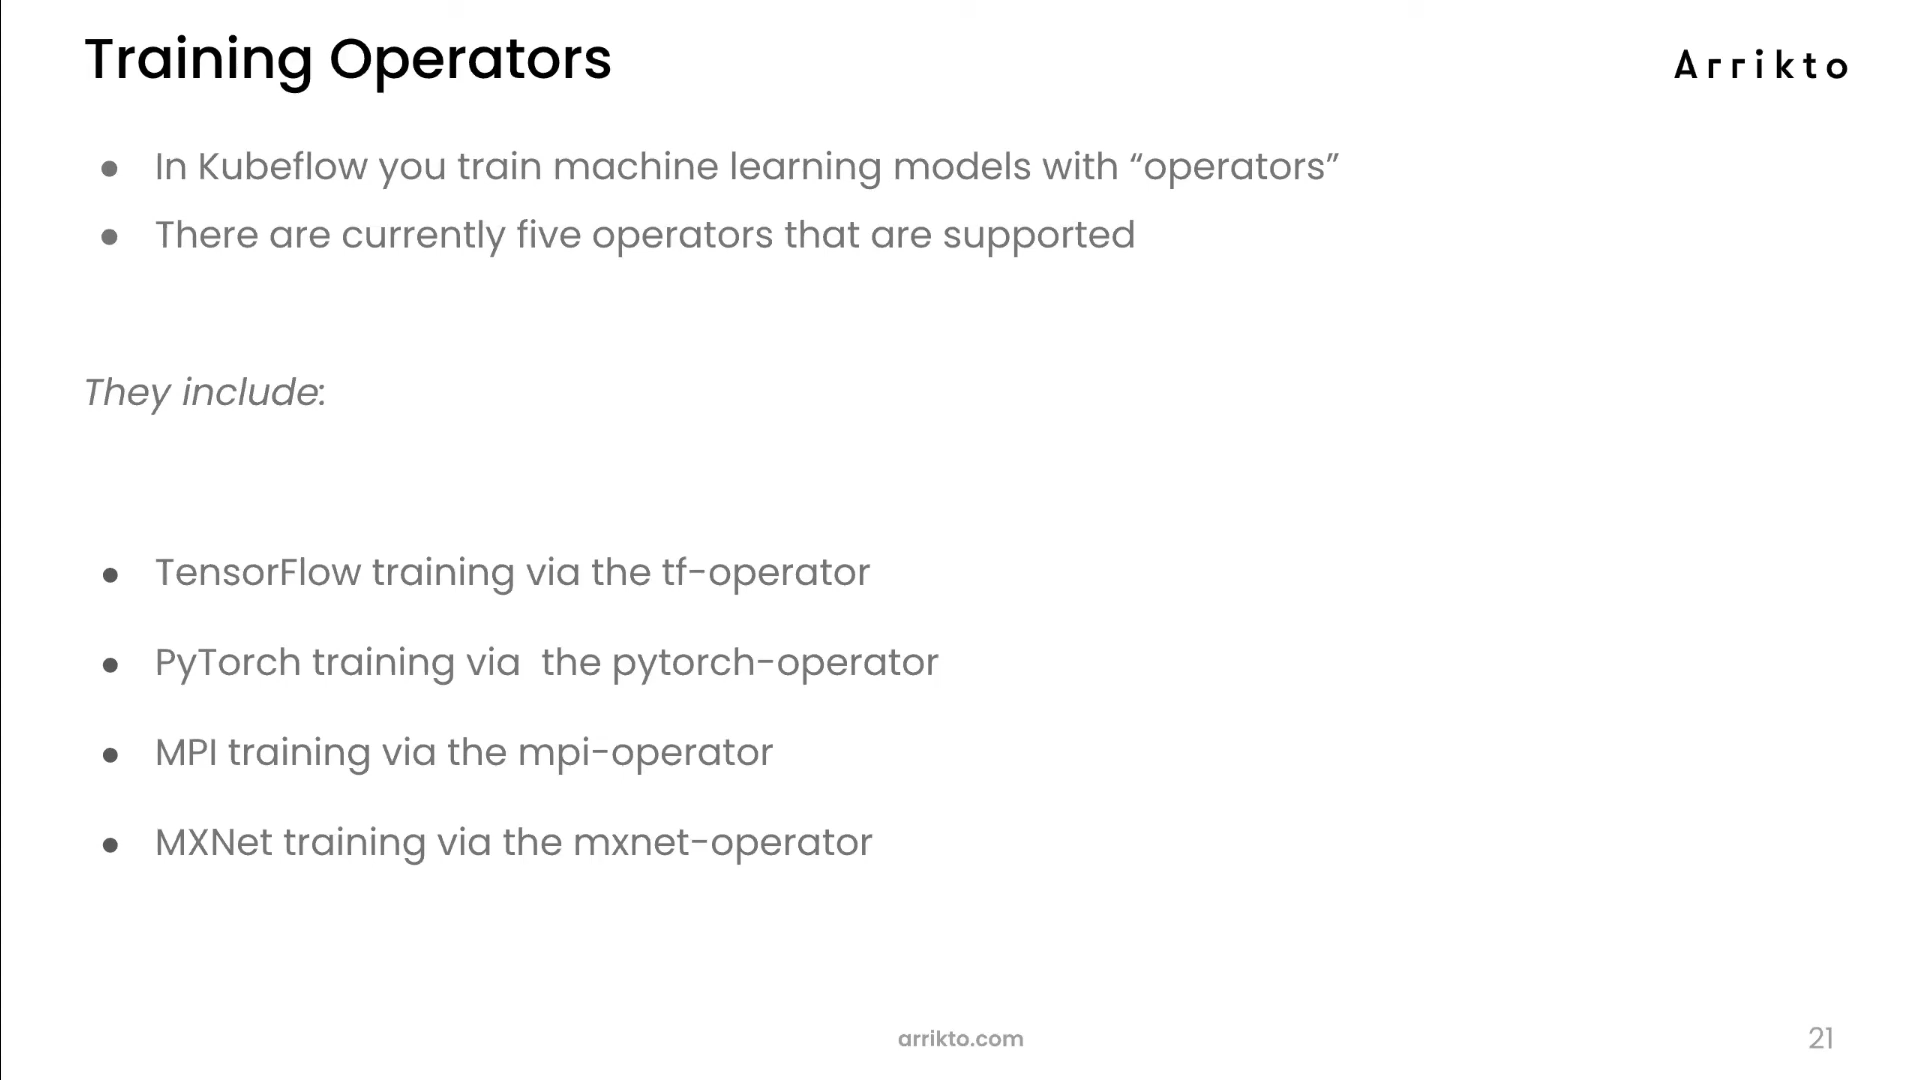 Training Operators
Arrikto
● In Kubeflow you train machine learning models with “operators”
● There are currently five operators that are supported
They include:
● TensorFlow training via the tf-operator
● PyTorch training via  the pytorch-operator
● MPI training via the mpi-operator
● MXNet training via the mxnet-operator
arrikto.com
21